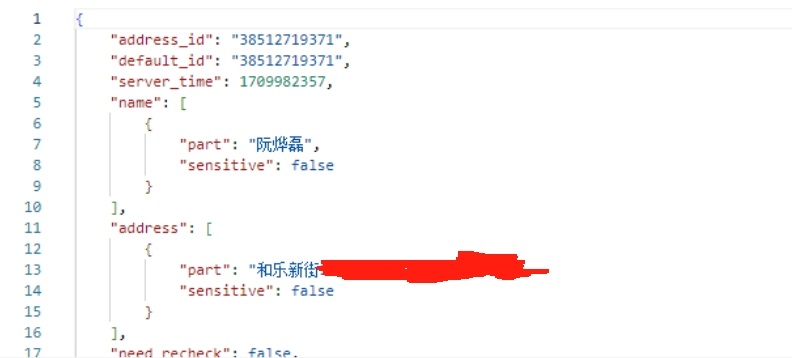 1 {
2 "address_id": "38512719371",
3 "default_id": "38512719371",
4 "server_time": 1709982357,
5 "name": [
6 {
7 "part": "阮烨磊",
8 "sensitive": false
9 }
10 ],
11 "address": [
12 {
13 "part": "和乐新街
14 "sensitive": false
15 }
16 ],
17 "need_recheck": false,